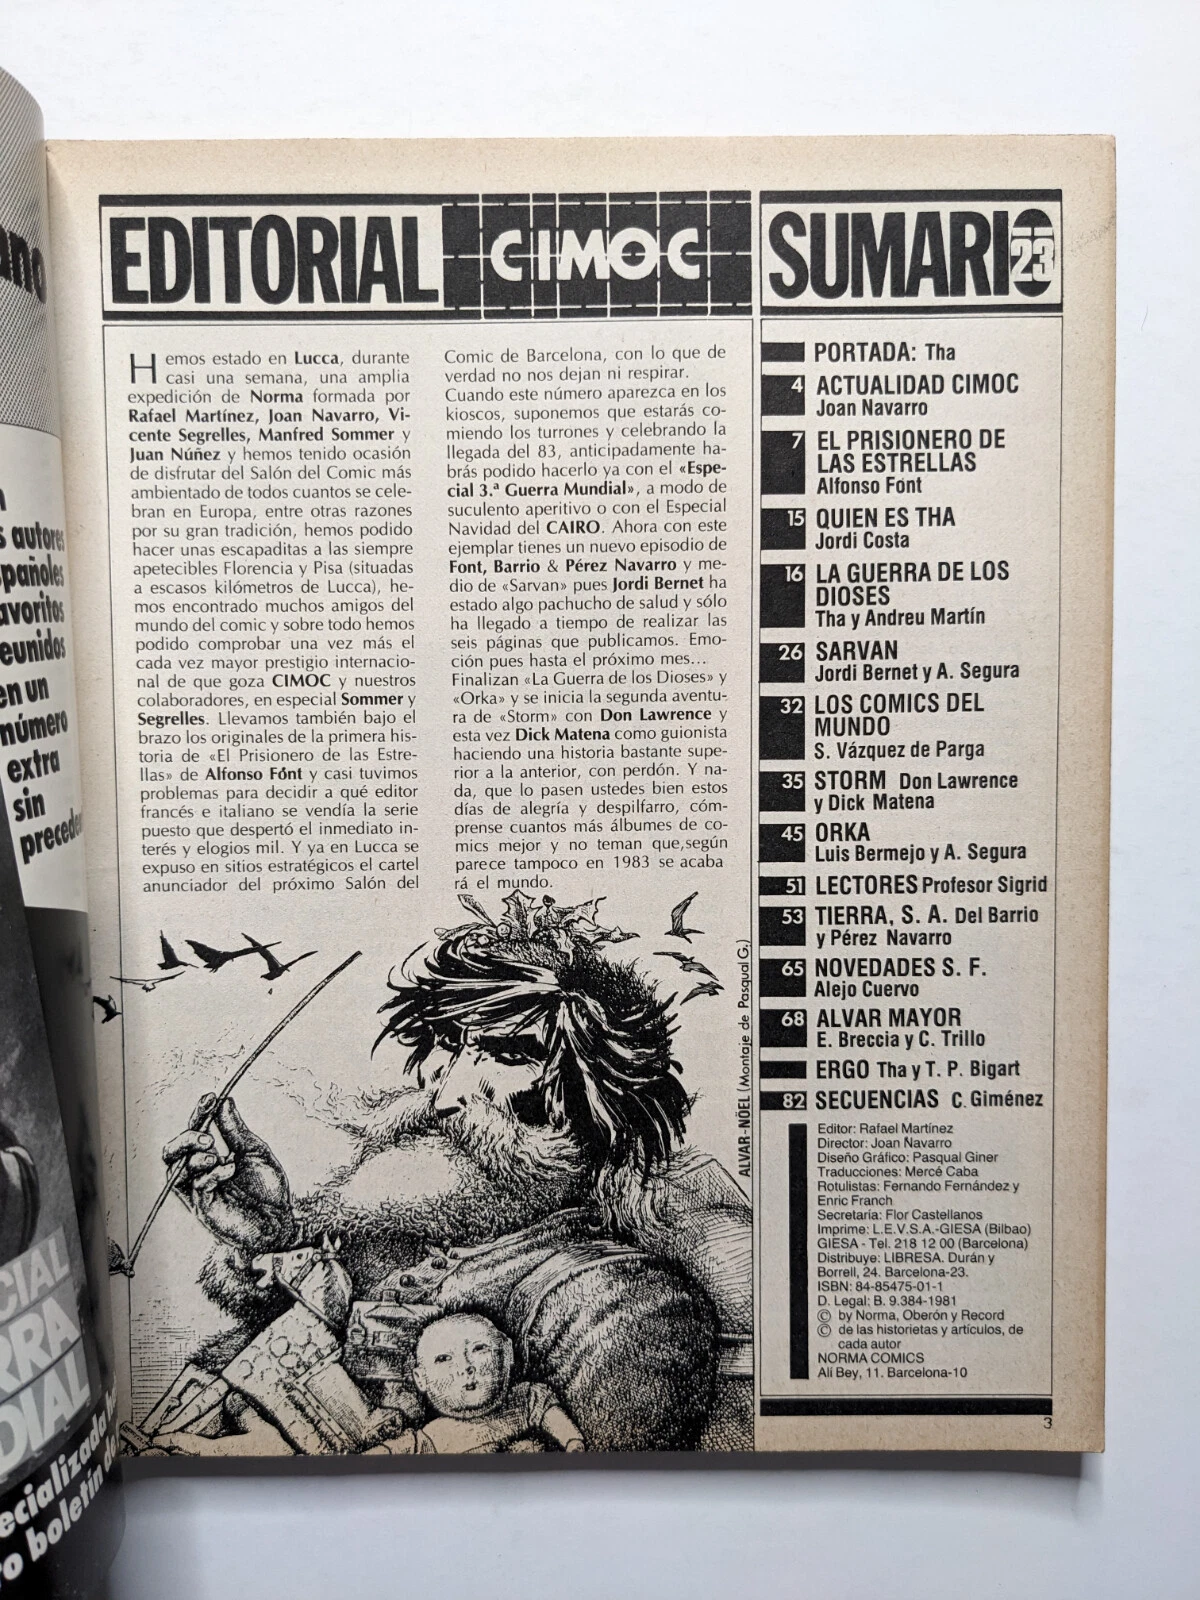 ano
s autores
pañoles
avoritos
eunidos
en un
número
extra
sin
preceden
CIAL
RRA
DIAL
ecializada
o boletín d
EDITORIAL
CIMOC
Hemos estado en Lucca, durante
casi una semana, una amplia
expedición de Norma formada por
Rafael Martínez, Joan Navarro, Vi-
cente Segrelles, Manfred Sommer y
Juan Núñez y hemos tenido ocasión
de disfrutar del Salón del Comic más
ambientado de todos cuantos se cele-
bran en Europa, entre otras razones
por su gran tradición, hemos podido
hacer unas escapaditas a las siempre
apetecibles Florencia y Pisa (situadas
a escasos kilómetros de Lucca), he-
mos encontrado muchos amigos del
mundo del comic y sobre todo hemos
podido comprobar una vez más el
cada vez mayor prestigio internacio-
nal de que goza CIMOC y nuestros
colaboradores, en especial Sommer y
Segrelles. Llevamos también bajo el
brazo los originales de la primera his-
toria de «El Prisionero de las Estre-
llas» de Alfonso Fónt y casi tuvimos
problemas para decidir a qué editor
francés e italiano se vendía la serie
puesto que despertó el inmediato in-
terés y elogios mil. Y ya en Lucca se
expuso en sitios estratégicos el cartel
anunciador del próximo Salón del
Comic de Barcelona, con lo que de
verdad no nos dejan ni respirar.
Cuando este número aparezca en los
kioscos, suponemos que estarás co-
miendo los turrones y celebrando la
llegada del 83, anticipadamente ha-
brás podido hacerlo ya con el «Espe-
cial 3.ª Guerra Mundial», a modo de
suculento aperitivo o con el Especial
Navidad del CAIRO. Ahora con este
ejemplar tienes un nuevo episodio de
Font, Barrio & Pérez Navarro y me-
dio de «Sarvan» pues Jordi Bernet ha
estado algo pachucho de salud y sólo
ha llegado a tiempo de realizar las
seis páginas que publicamos. Emo-
ción pues hasta el próximo mes...
Finalizan «La Guerra de los Dioses» y
«Orka» y se inicia la segunda aventu-
ra de «Storm» con Don Lawrence y
esta vez Dick Matena como guionista
haciendo una historia bastante supe-
rior a la anterior, con perdón. Y na-
da, que lo pasen ustedes bien estos
días de alegría y despilfarro, cóm-
prense cuantos más álbumes de co-
mics mejor y no teman que,según
parece tampoco en 1983 se acaba
rá el mundo.
ALVAR-NÖEL (Montaje de Pasqual G.)
SUMARIO
23
PORTADA: Tha
4 ACTUALIDAD CIMOC
Joan Navarro
7 EL PRISIONERO DE
LAS ESTRELLAS
Alfonso Font
15 QUIEN ES THA
Jordi Costa
16 LA GUERRA DE LOS
DIOSES
Tha y Andreu Martín
26 SARVAN
Jordi Bernet y A. Segura
32 LOS COMICS DEL
MUNDO
S. Vázquez de Parga
35 STORM Don Lawrence
y Dick Matena
45 ORKA
Luis Bermejo y A. Segura
51 LECTORES Profesor Sigrid
53 TIERRA, S. A. Del Barrio
y Pérez Navarro
65 NOVEDADES S. F.
Alejo Cuervo
68 ALVAR MAYOR
E. Breccia y C. Trillo
ERGO Tha y T. P. Bigart
82 SECUENCIAS C. Giménez
Editor: Rafael Martínez
Director: Joan Navarro
Diseño Gráfico: Pasqual Giner
Traducciones: Mercé Caba
Rotulistas: Fernando Fernández y
Enric Franch
Secretaría: Flor Castellanos
Imprime: L.E.V.S.A.-GIESA (Bilbao)
GIESA - Tel. 218 12 00 (Barcelona)
Distribuye: LIBRESA. Durán y
Borrell, 24. Barcelona-23.
ISBN: 84-85475-01-1
D. Legal: B. 9.384-1981
© by Norma, Oberón y Record
© de las historietas y artículos, de
cada autor
NORMA COMICS
Alí Bey, 11. Barcelona-10
3